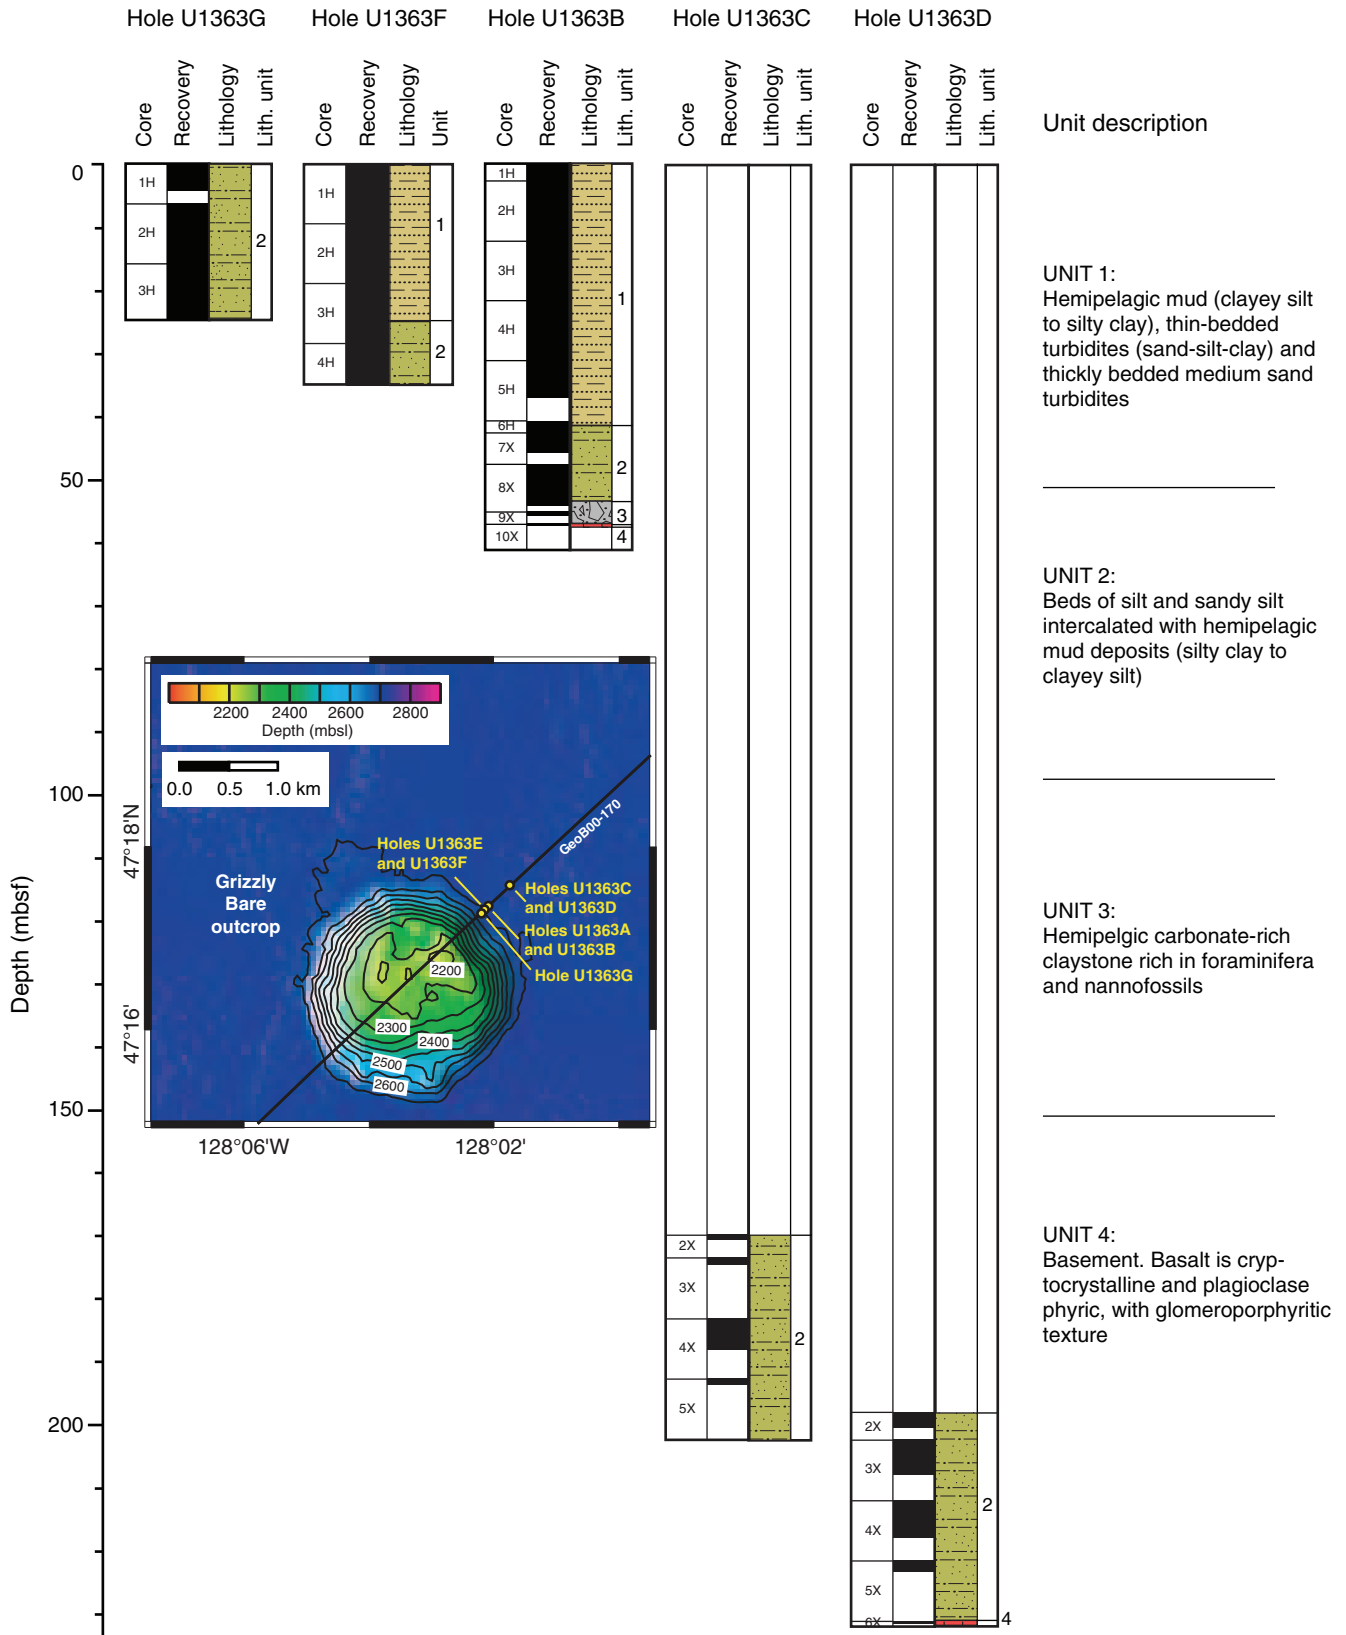 Hole U1363G
Hole U1363F
Hole U1363B
Hole U1363C
Hole U1363D
Core
Recovery
Lithology
Lith. unit
Core
Recovery
Lithology
Unit
Core
Recovery
Lithology
Lith. unit
Core
Recovery
Lithology
Lith. unit
Core
Recovery
Lithology
Lith. unit
Unit description
Depth (mbsf)
0
50
100
150
200
1H
2H
3H
2
1H
2H
3H
4H
1
2
1H
2H
3H
4H
5H
6H
7X
8X
9X
10X
1
2
3
4
2X
3X
4X
5X
2
2X
3X
4X
5X
6X
2
4
UNIT 1:
Hemipelagic mud (clayey silt
to silty clay), thin-bedded
turbidites (sand-silt-clay) and
thickly bedded medium sand
turbidites
UNIT 2:
Beds of silt and sandy silt
intercalated with hemipelagic
mud deposits (silty clay to
clayey silt)
UNIT 3:
Hemipelgic carbonate-rich
claystone rich in foraminifera
and nannofossils
UNIT 4:
Basement. Basalt is cryp-
tocrystalline and plagioclase
phyric, with glomeroporphyritic
texture
2200 2400 2600 2800
Depth (mbsl)
0.0 0.5 1.0 km
47°18'N
47°16'
128°06'W
128°02'
GeoB00-170
Grizzly
Bare
outcrop
Holes U1363E
and U1363F
Holes U1363C
and U1363D
Holes U1363A
and U1363B
Hole U1363G
2200
2300
2400
2500
2600